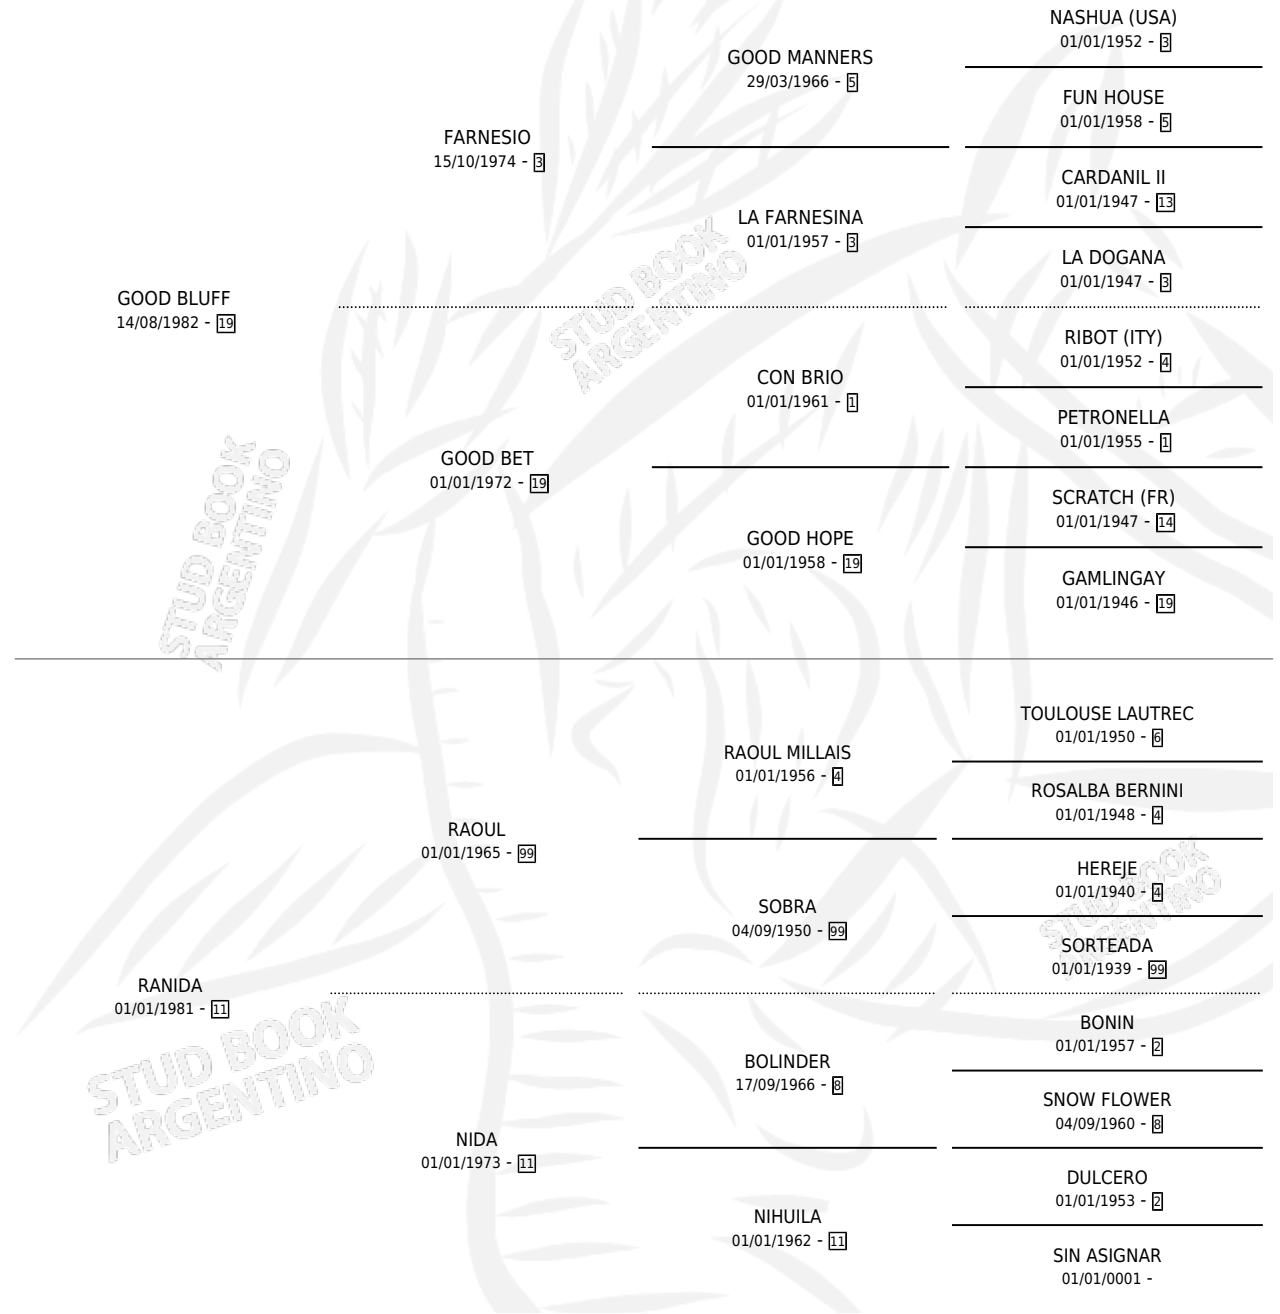 NASHUA (USA)
01/01/1952 - 3
GOOD MANNERS
29/03/1966 - 5
FUN HOUSE
01/01/1958 - 5
FARNESIO
15/10/1974 - 3
CARDANIL II
01/01/1947 - 13
LA FARNESINA
01/01/1957 - 3
LA DOGANA
01/01/1947 - 3
GOOD BLUFF
14/08/1982 - 19
STUD BOOK
ARGENTINO
RIBOT (ITY)
01/01/1952 - 4
CON BRIO
01/01/1961 - 1
PETRONELLA
01/01/1955 - 1
GOOD BET
01/01/1972 - 19
SCRATCH (FR)
01/01/1947 - 14
GOOD HOPE
01/01/1958 - 19
GAMLINGAY
01/01/1946 - 19
STUD BOOK
ARGENTINO
TOULOUSE LAUTREC
01/01/1950 - 6
RAOUL MILLAIS
01/01/1956 - 4
ROSALBA BERNINI
01/01/1948 - 4
RAOUL
01/01/1965 - 99
HEREJE
01/01/1940 - 4
STUD BOOK
ARGENTINO
SOBRA
04/09/1950 - 99
SORTEADA
01/01/1939 - 99
RANIDA
01/01/1981 - 11
STUD BOOK
ARGENTINO
BONIN
01/01/1957 - 2
BOLINDER
17/09/1966 - 8
SNOW FLOWER
04/09/1960 - 8
NIDA
01/01/1973 - 11
DULCERO
01/01/1953 - 2
NIHUILA
01/01/1962 - 11
SIN ASIGNAR
01/01/0001 -